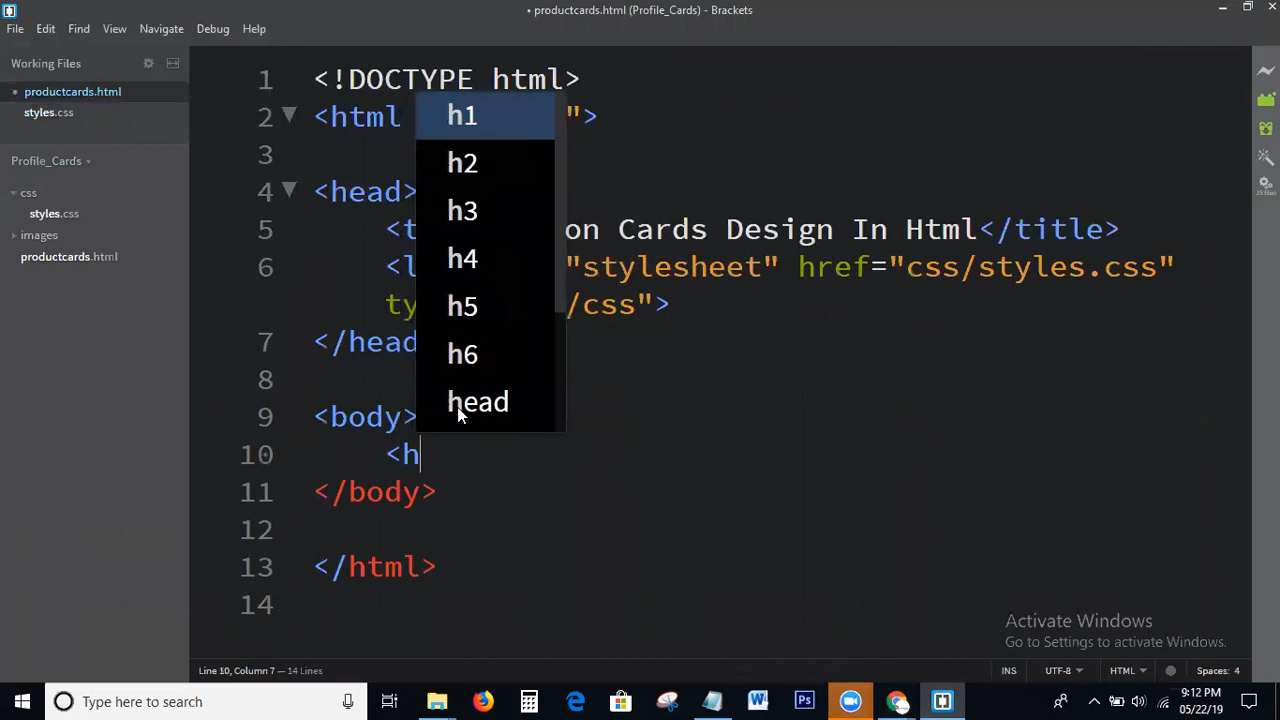 productcards.html (Profile_Cards) - Brackets
File Edit Find View Navigate Debug Help
Working Files
productcards.html
styles.css
Profile_Cards
css
styles.css
images
productcards.html
1 <!DOCTYPE html>
2 <html ">
3
4 <head>
5 <t on Cards Design In Html</title>
6 <l "stylesheet" href="css/styles.css"
ty /css">
7 </head
8
9 <body>
10 <h
11 </body>
12
13 </html>
14
h1
h2
h3
h4
h5
h6
head
Activate Windows
Go to Settings to activate Windows.
Line 10, Column 7 — 14 Lines
INS UTF-8 HTML Spaces: 4
Type here to search
9:12 PM
05/22/19